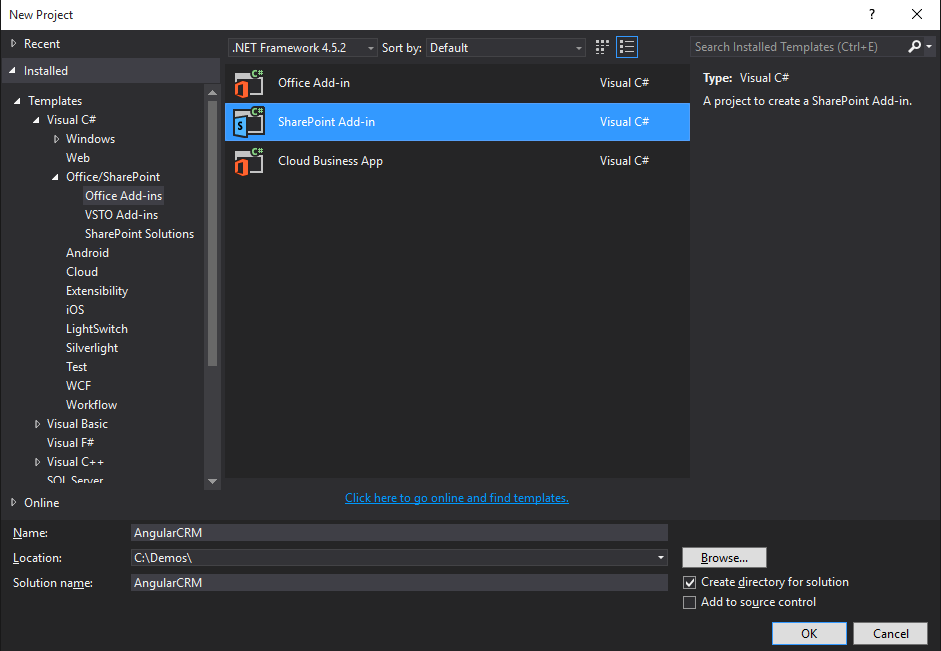 New Project
?
Recent
.NET Framework 4.5.2
Sort by:
Default
Search Installed Templates (Ctrl+E)
Installed
Templates
Visual C#
Windows
Web
Office/SharePoint
Office Add-ins
VSTO Add-ins
SharePoint Solutions
Android
Cloud
Extensibility
iOS
LightSwitch
Silverlight
Test
WCF
Workflow
Visual Basic
Visual F#
Visual C++
SQL Server
Online
C#
Office Add-in Visual C#
C#
S
SharePoint Add-in Visual C#
C#
Cloud Business App Visual C#
Click here to go online and find templates.
Type: Visual C#
A project to create a SharePoint Add-in.
Name: AngularCRM
Location: C:\Demos\
Browse...
Solution name: AngularCRM
Create directory for solution
Add to source control
OK
Cancel